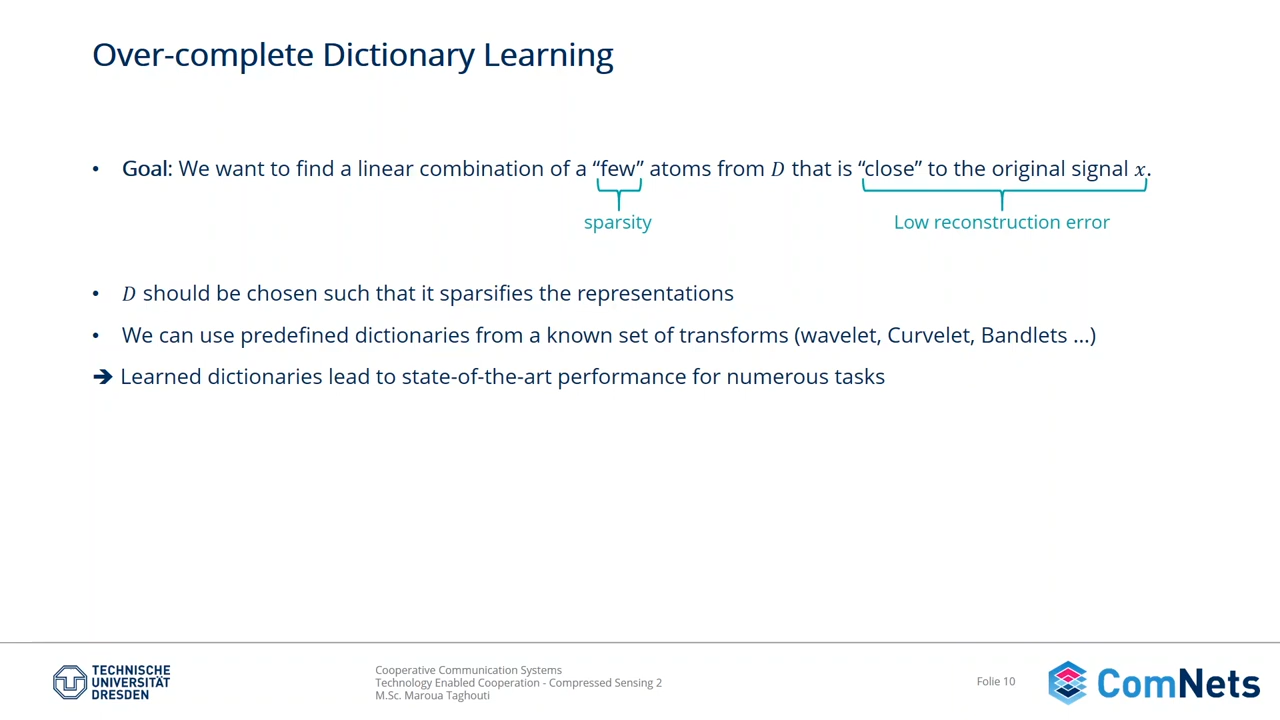 Over-complete Dictionary Learning
• Goal: We want to find a linear combination of a “few” atoms from D that is “close” to the original signal x.
sparsity
Low reconstruction error
• D should be chosen such that it sparsifies the representations
• We can use predefined dictionaries from a known set of transforms (wavelet, Curvelet, Bandlets ...)
➔ Learned dictionaries lead to state-of-the-art performance for numerous tasks
TECHNISCHE
UNIVERSITÄT
DRESDEN
Cooperative Communication Systems
Technology Enabled Cooperation - Compressed Sensing 2
M.Sc. Maroua Taghouti
Folie 10
ComNets